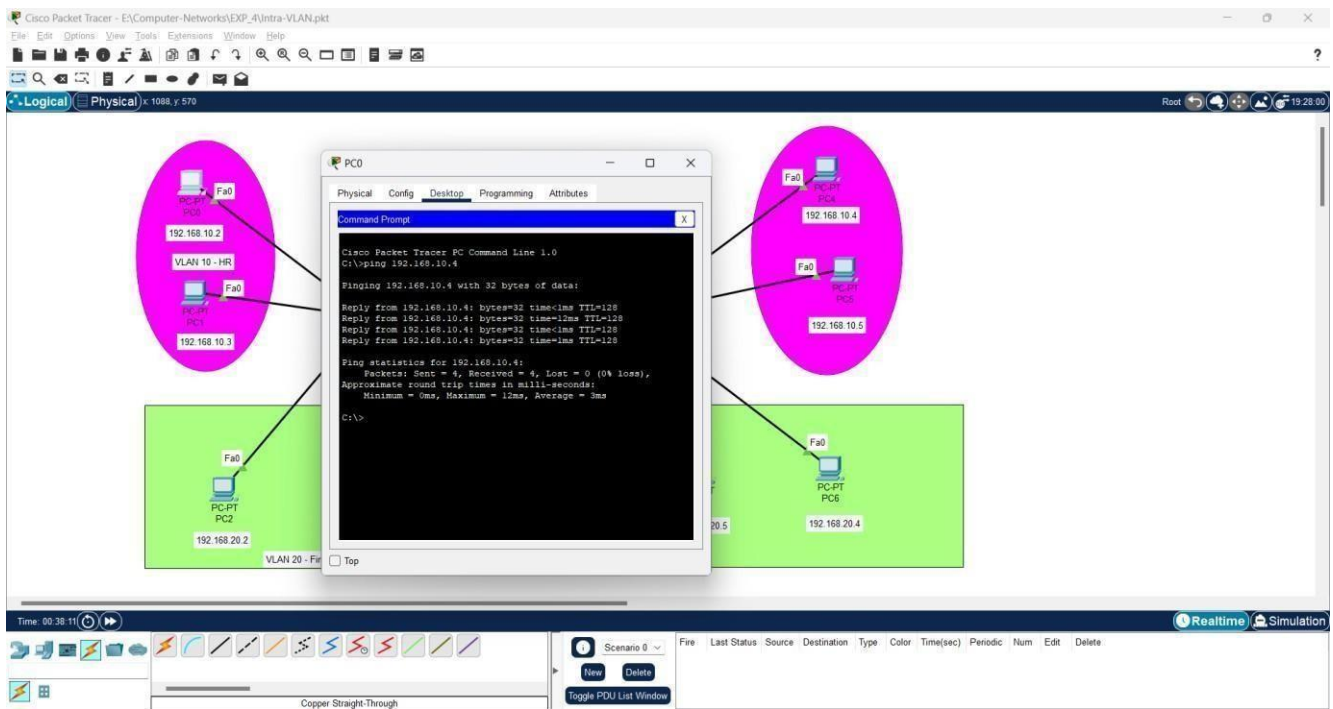 Cisco Packet Tracer - E:\Computer-Networks\EXP_4\Intra-VLAN.pkt
File Edit Options View Tools Extensions Window Help
?
Logical Physical x: 1088, y: 570
Root 19:28:00
Fa0
PC-PT
PC0
192.168.10.2
VLAN 10 - HR
Fa0
PC-PT
PC1
192.168.10.3
Fa0
PC-PT
PC2
192.168.20.2
VLAN 20 - Fi
PC0
Physical Config Desktop Programming Attributes
Command Prompt X
Cisco Packet Tracer PC Command Line 1.0
C:\>ping 192.168.10.4
Pinging 192.168.10.4 with 32 bytes of data:
Reply from 192.168.10.4: bytes=32 time<1ms TTL=128
Reply from 192.168.10.4: bytes=32 time=12ms TTL=128
Reply from 192.168.10.4: bytes=32 time<1ms TTL=128
Reply from 192.168.10.4: bytes=32 time=1ms TTL=128
Ping statistics for 192.168.10.4:
Packets: Sent = 4, Received = 4, Lost = 0 (0% loss),
Approximate round trip times in milli-seconds:
Minimum = 0ms, Maximum = 12ms, Average = 3ms
C:\>
Top
Fa0
PC-PT
PC4
192.168.10.4
Fa0
PC-PT
PC5
192.168.10.5
Fa0
PC-PT
PC6
192.168.20.4
20.5
Time: 00:38:11
Realtime Simulation
Scenario 0
New Delete
Toggle PDU List Window
Fire Last Status Source Destination Type Color Time(sec) Periodic Num Edit Delete
Copper Straight-Through